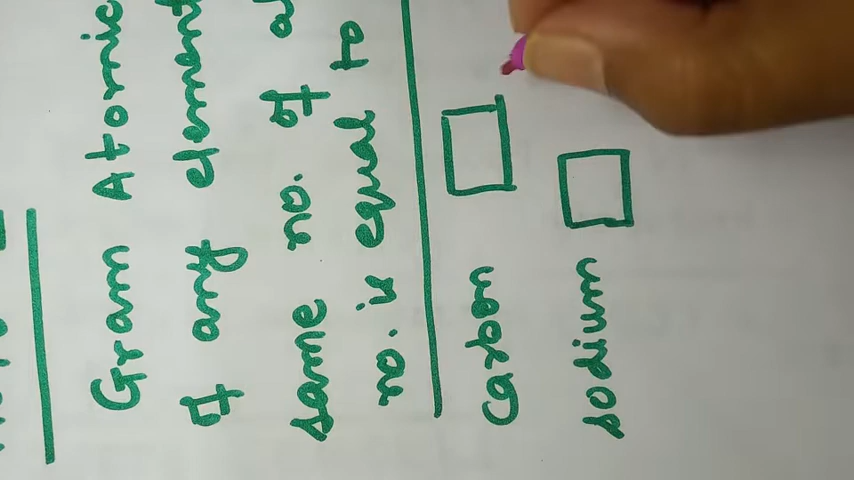 Gram Atomic
of any element
same no. of a
no. is equal to
Carbon
sodium